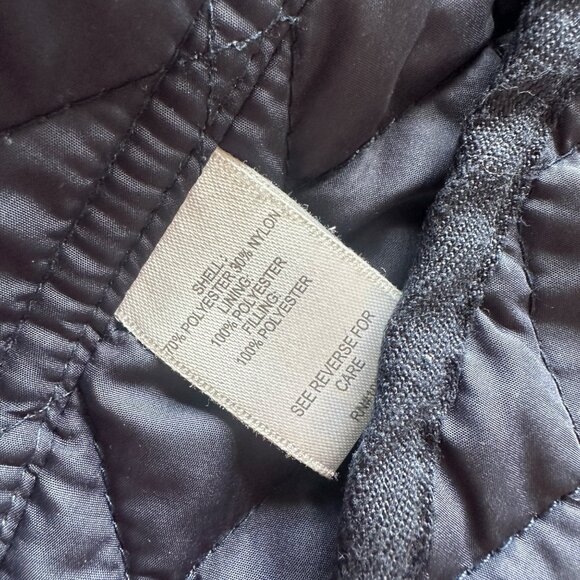 SHELL:
70% POLYESTER 30% NYLON
LINING:
100% POLYESTER
FILLING:
100% POLYESTER
SEE REVERSE FOR
CARE